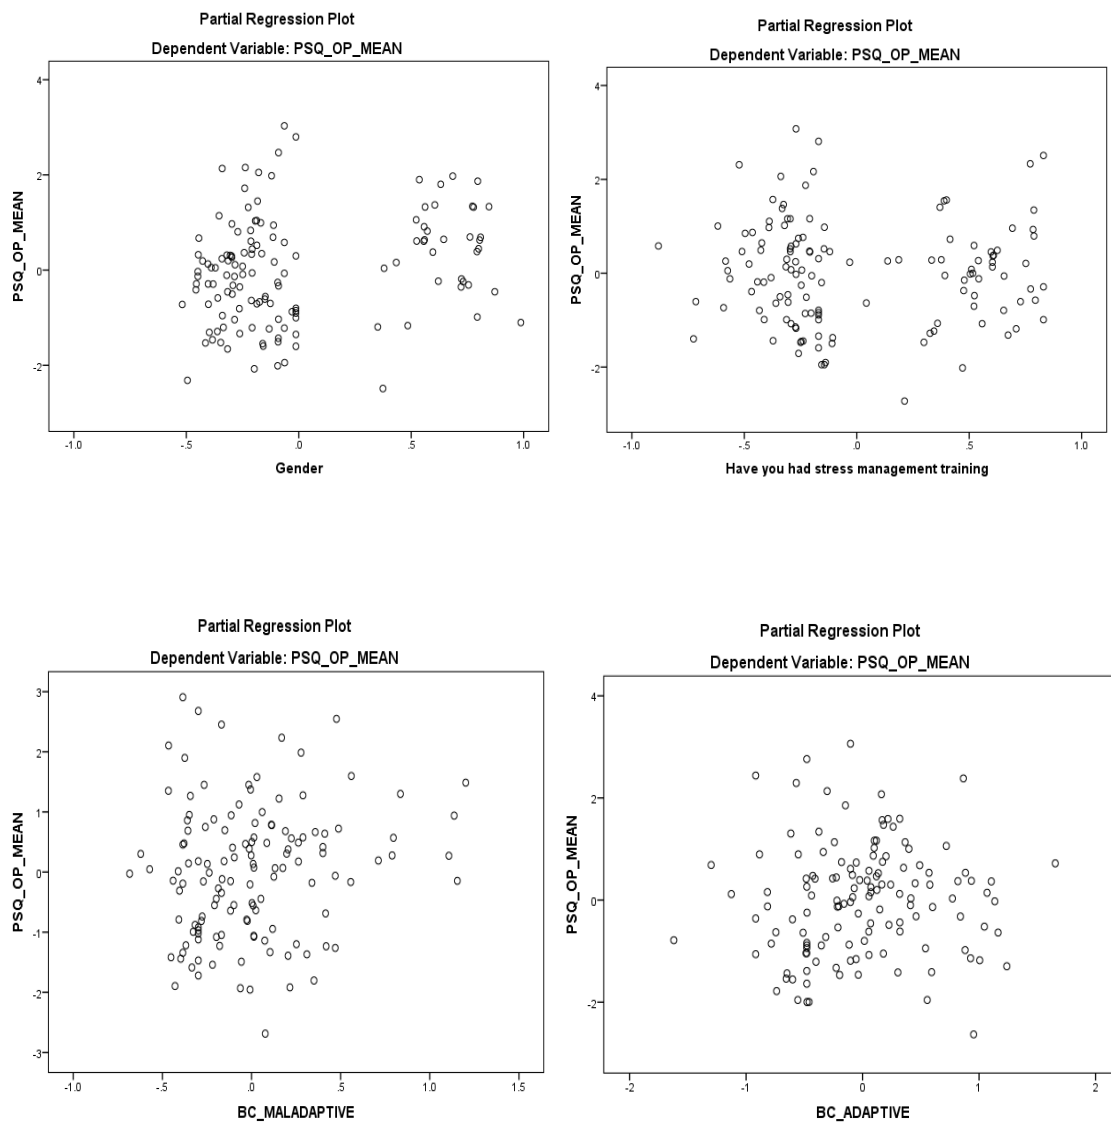 Partial Regression Plot
Dependent Variable: PSQ_OP_MEAN
PSQ_OP_MEAN
4
2
0
-2
-1.0
-.5
.0
.5
1.0
Gender
Partial Regression Plot
Dependent Variable: PSQ_OP_MEAN
PSQ_OP_MEAN
4
2
0
-2
-1.0
-.5
.0
.5
1.0
Have you had stress management training
Partial Regression Plot
Dependent Variable: PSQ_OP_MEAN
PSQ_OP_MEAN
3
2
1
0
-1
-2
-3
-1.0
-.5
.0
.5
1.0
1.5
BC_MALADAPTIVE
Partial Regression Plot
Dependent Variable: PSQ_OP_MEAN
PSQ_OP_MEAN
4
2
0
-2
-2
-1
0
1
2
BC_ADAPTIVE